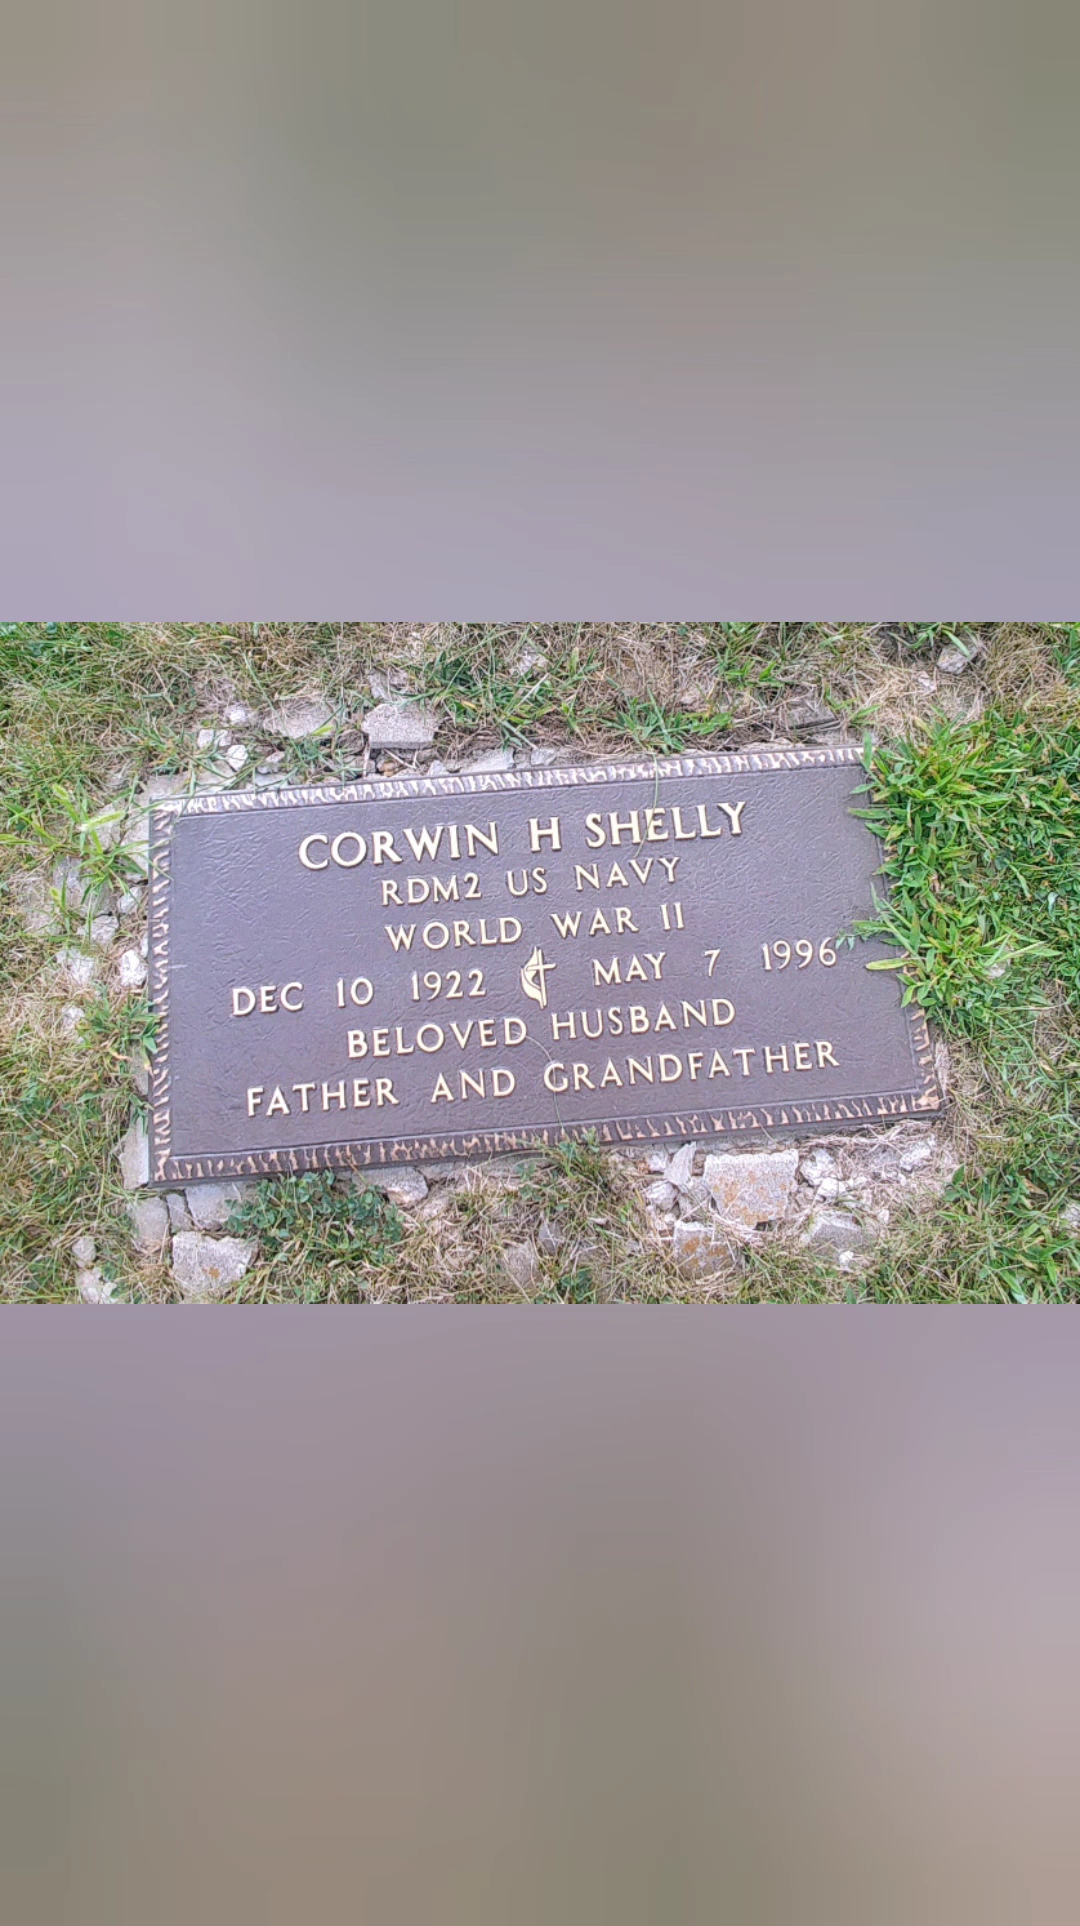 CORWIN H SHELLY
RDM2 US NAVY
WORLD WAR II
DEC 10 1922 MAY 7 1996
BELOVED HUSBAND
FATHER AND GRANDFATHER